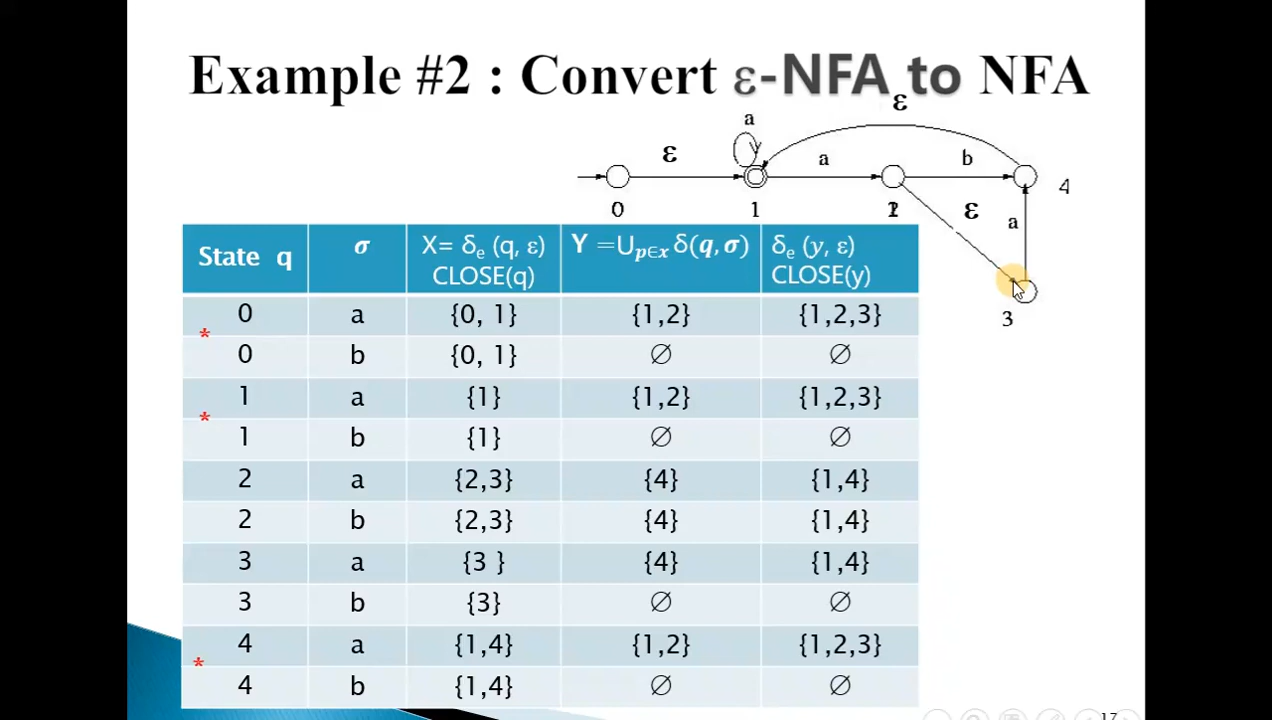 Example #2 : Convert ε-NFA to NFA
ε
a
ε
a
b
4
0
1
2
ε
a
3
State q σ X= δe (q, ε) Y =∪p∈x δ(q, σ) δe (y, ε)
CLOSE(q) CLOSE(y)
0 a {0, 1} {1,2} {1,2,3}
*
0 b {0, 1} ∅ ∅
1 a {1} {1,2} {1,2,3}
*
1 b {1} ∅ ∅
2 a {2,3} {4} {1,4}
2 b {2,3} {4} {1,4}
3 a {3 } {4} {1,4}
3 b {3} ∅ ∅
4 a {1,4} {1,2} {1,2,3}
*
4 b {1,4} ∅ ∅
17